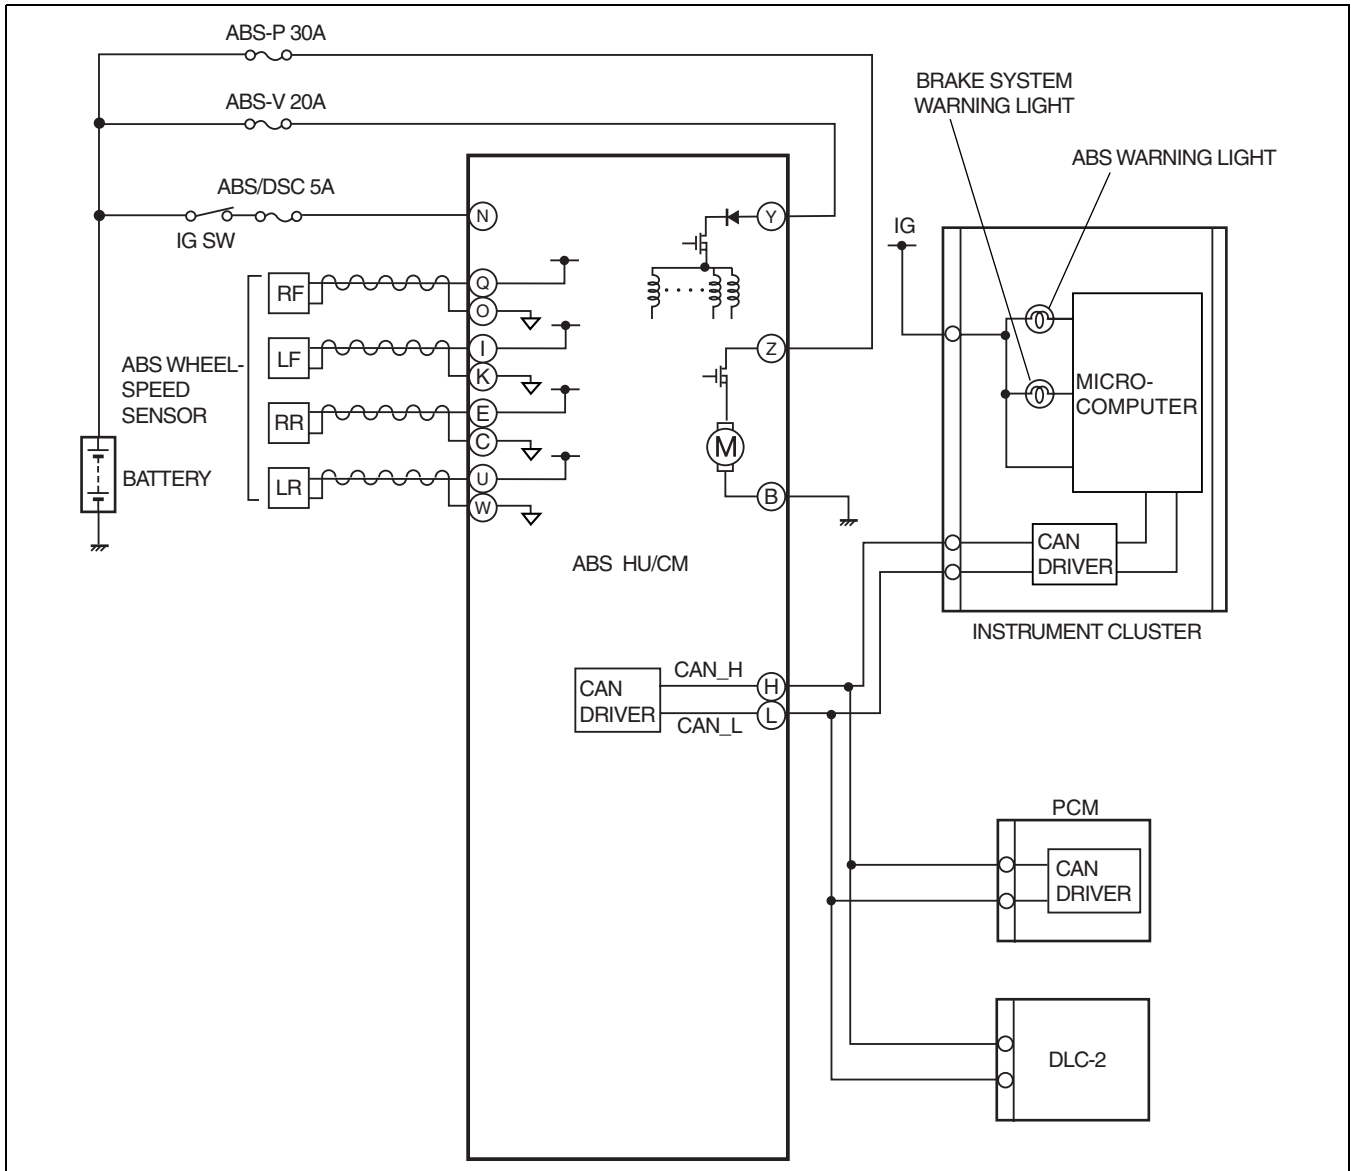 ABS-P 30A
ABS-V 20A
ABS/DSC 5A
IG SW
ABS WHEEL-
SPEED
SENSOR
RF
LF
RR
LR
BATTERY
N
Q
O
I
K
E
C
U
W
Y
Z
M
B
ABS HU/CM
CAN
DRIVER
CAN_H
CAN_L
H
L
BRAKE SYSTEM
WARNING LIGHT
ABS WARNING LIGHT
IG
MICRO-
COMPUTER
CAN
DRIVER
INSTRUMENT CLUSTER
PCM
CAN
DRIVER
DLC-2